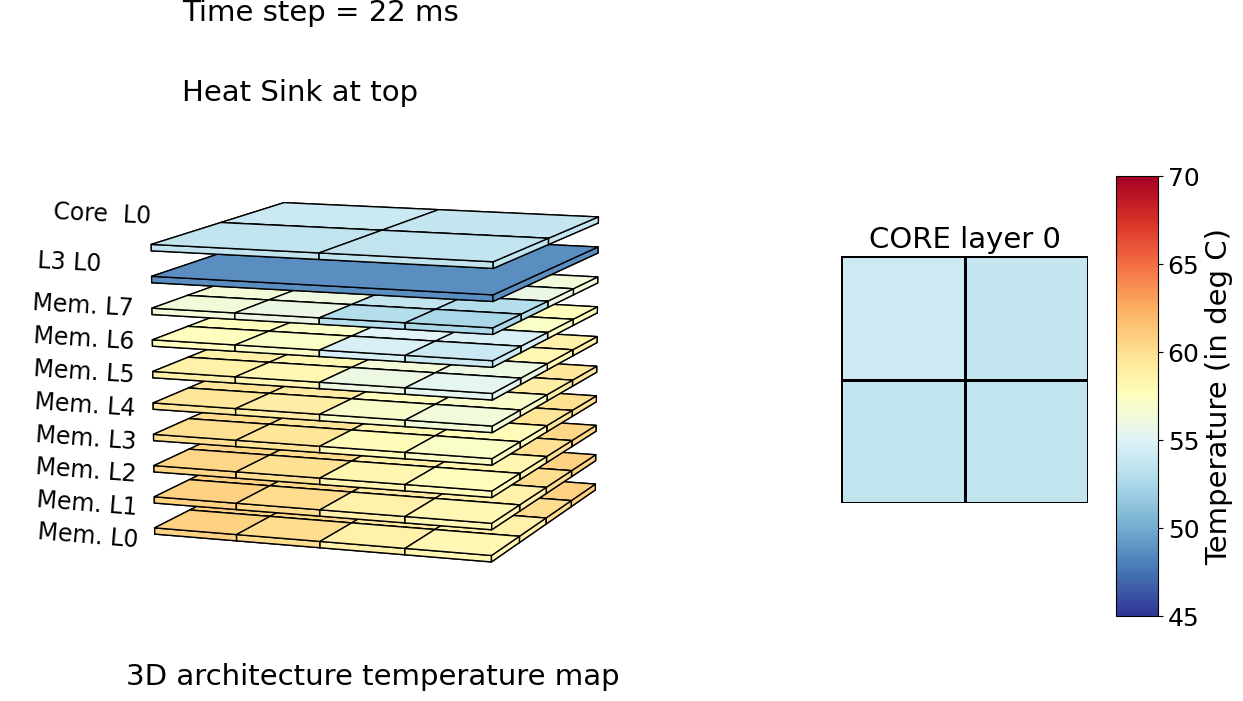 Time step = 22 ms
Heat Sink at top
Core  L0
L3 L0
Mem. L7
Mem. L6
Mem. L5
Mem. L4
Mem. L3
Mem. L2
Mem. L1
Mem. L0
3D architecture temperature map
CORE layer 0
70
65
60
55
50
45
Temperature (in deg C)